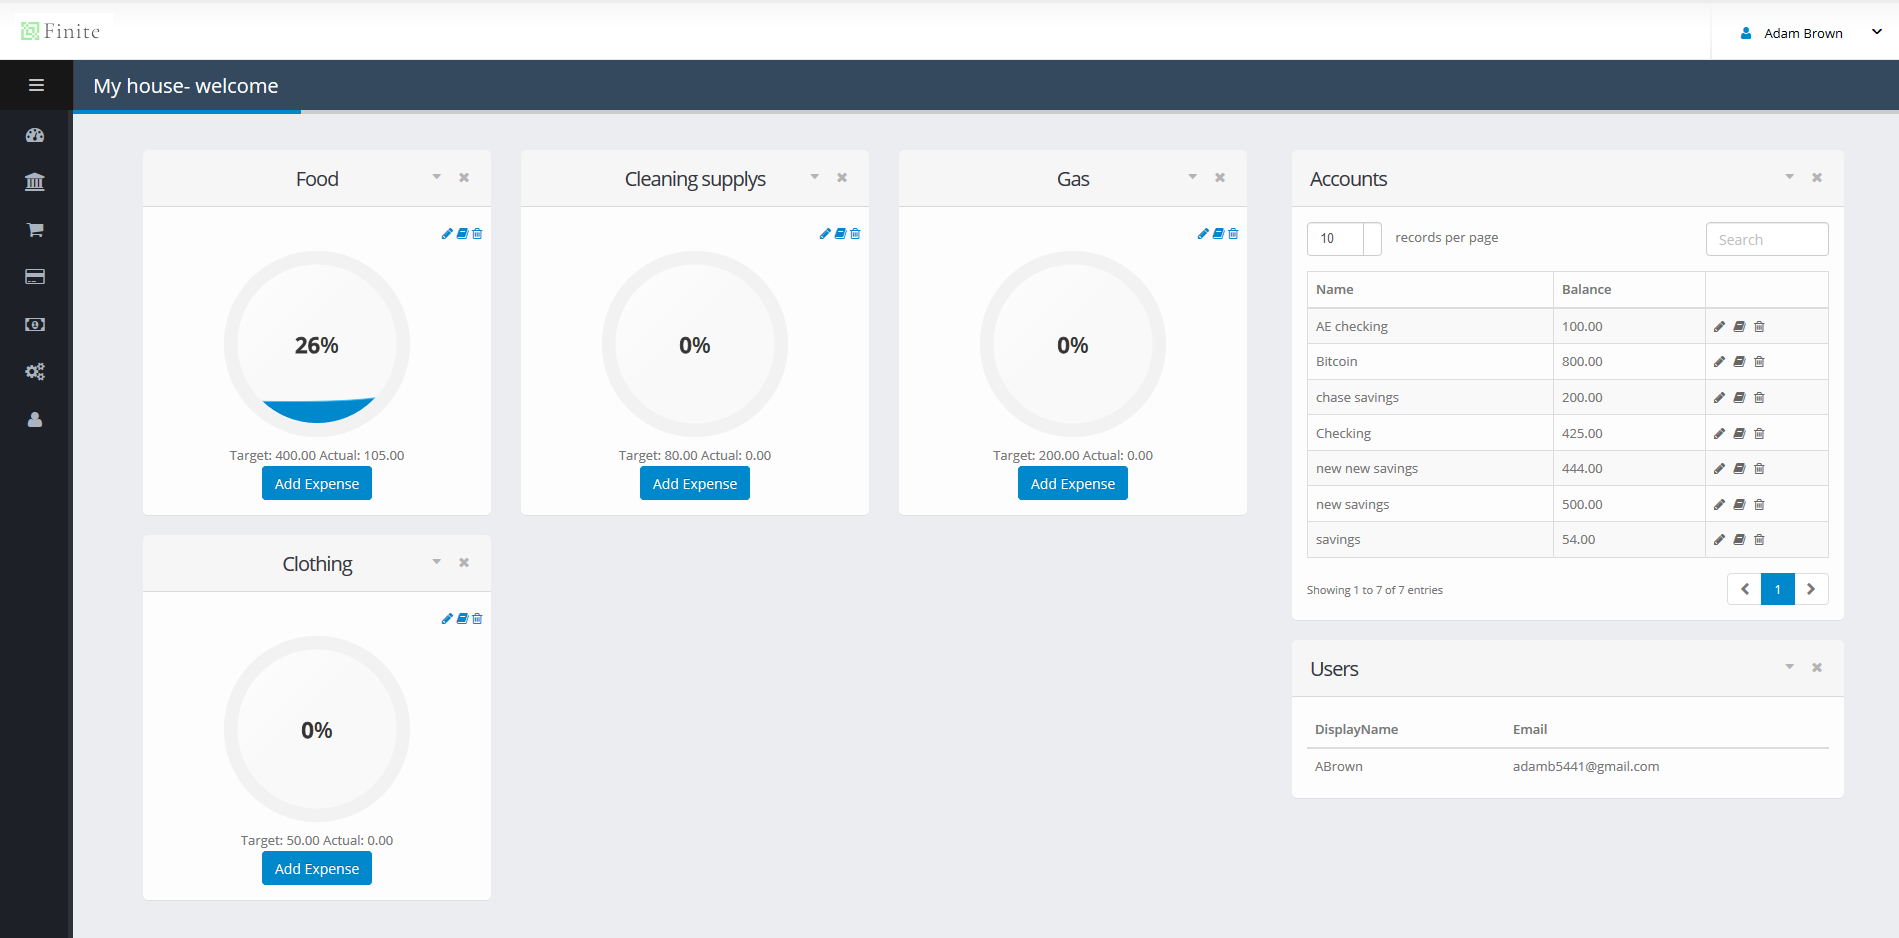 Finite
Adam Brown
My house- welcome
Food
26%
Target: 400.00 Actual: 105.00
Add Expense
Cleaning supplys
0%
Target: 80.00 Actual: 0.00
Add Expense
Gas
0%
Target: 200.00 Actual: 0.00
Add Expense
Clothing
0%
Target: 50.00 Actual: 0.00
Add Expense
Accounts
10 records per page Search
Name Balance
AE checking 100.00
Bitcoin 800.00
chase savings 200.00
Checking 425.00
new new savings 444.00
new savings 500.00
savings 54.00
Showing 1 to 7 of 7 entries 1
Users
DisplayName Email
ABrown adamb5441@gmail.com